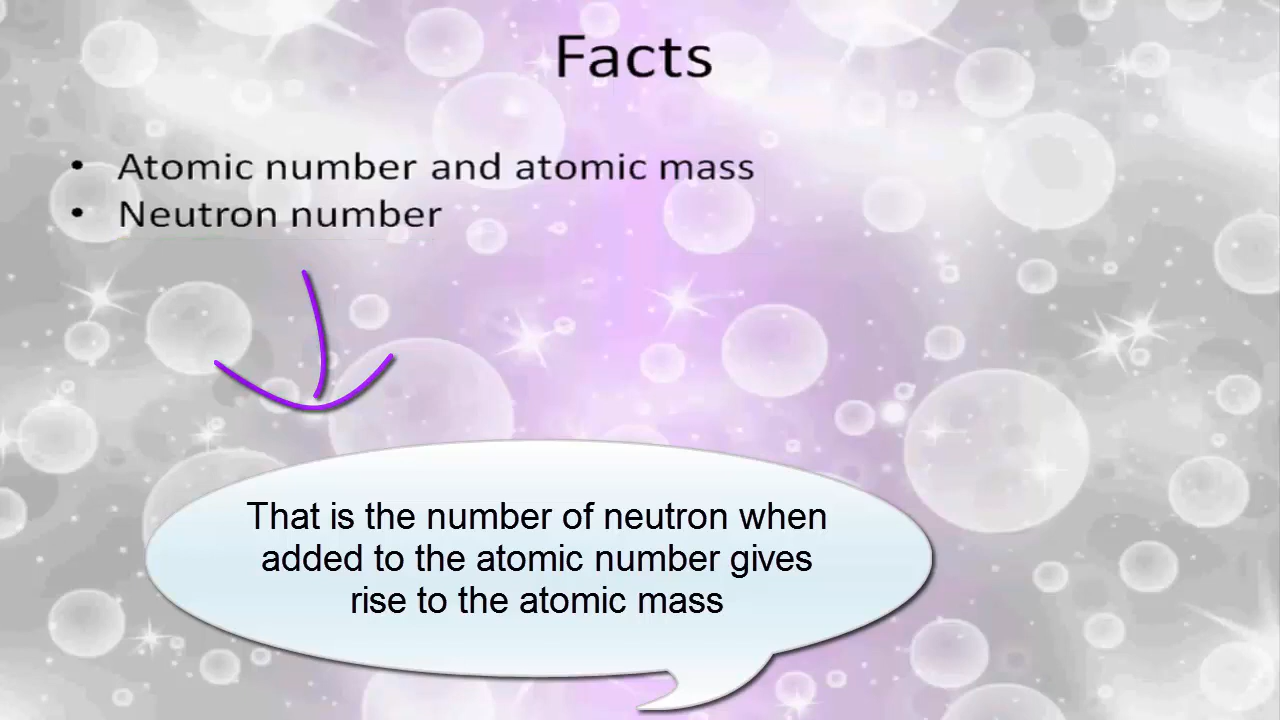 Facts
• Atomic number and atomic mass
• Neutron number
That is the number of neutron when
added to the atomic number gives
rise to the atomic mass